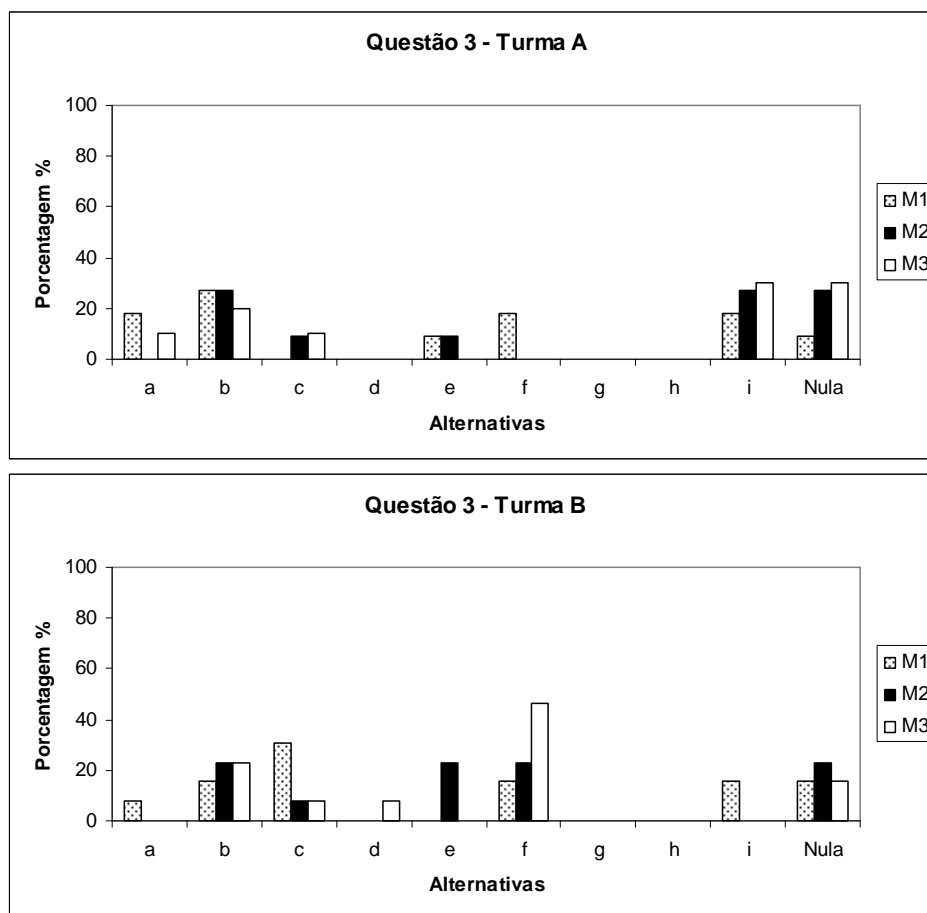 Questão 3 - Turma A
Porcentagem %
100
80
60
40
20
0
a b c d e f g h i Nula
Alternativas
M1
M2
M3
Questão 3 - Turma B
Porcentagem %
100
80
60
40
20
0
a b c d e f g h i Nula
Alternativas
M1
M2
M3